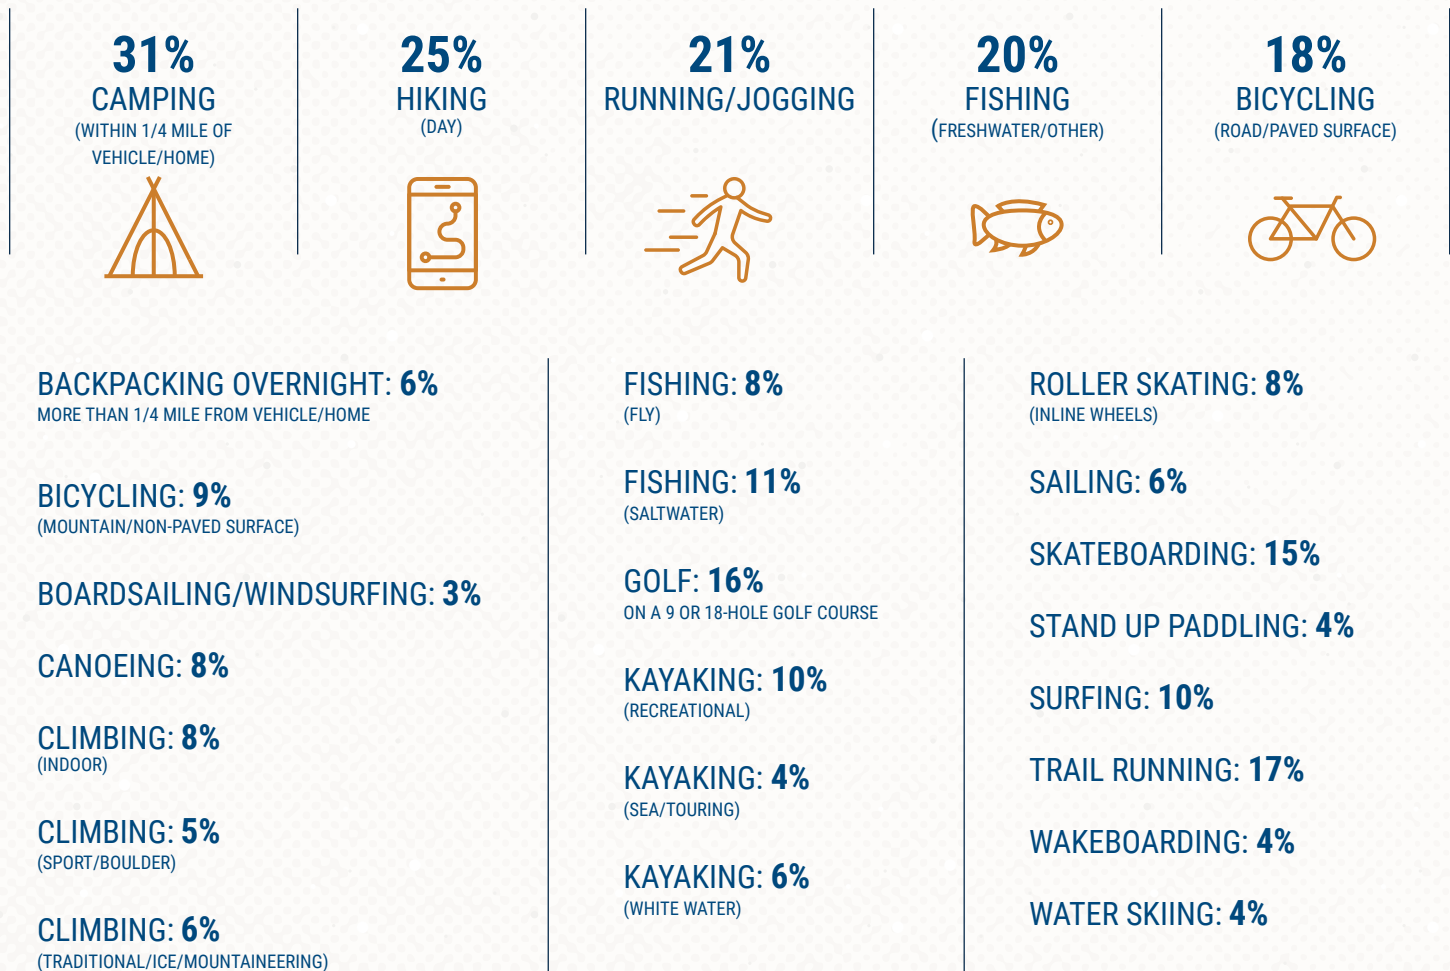 31%
CAMPING
(WITHIN 1/4 MILE OF
VEHICLE/HOME)
25%
HIKING
(DAY)
21%
RUNNING/JOGGING
20%
FISHING
(FRESHWATER/OTHER)
18%
BICYCLING
(ROAD/PAVED SURFACE)
BACKPACKING OVERNIGHT: 6%
MORE THAN 1/4 MILE FROM VEHICLE/HOME
BICYCLING: 9%
(MOUNTAIN/NON-PAVED SURFACE)
BOARDSAILING/WINDSURFING: 3%
CANOEING: 8%
CLIMBING: 8%
(INDOOR)
CLIMBING: 5%
(SPORT/BOULDER)
CLIMBING: 6%
(TRADITIONAL/ICE/MOUNTAINEERING)
FISHING: 8%
(FLY)
FISHING: 11%
(SALTWATER)
GOLF: 16%
ON A 9 OR 18-HOLE GOLF COURSE
KAYAKING: 10%
(RECREATIONAL)
KAYAKING: 4%
(SEA/TOURING)
KAYAKING: 6%
(WHITE WATER)
ROLLER SKATING: 8%
(INLINE WHEELS)
SAILING: 6%
SKATEBOARDING: 15%
STAND UP PADDLING: 4%
SURFING: 10%
TRAIL RUNNING: 17%
WAKEBOARDING: 4%
WATER SKIING: 4%